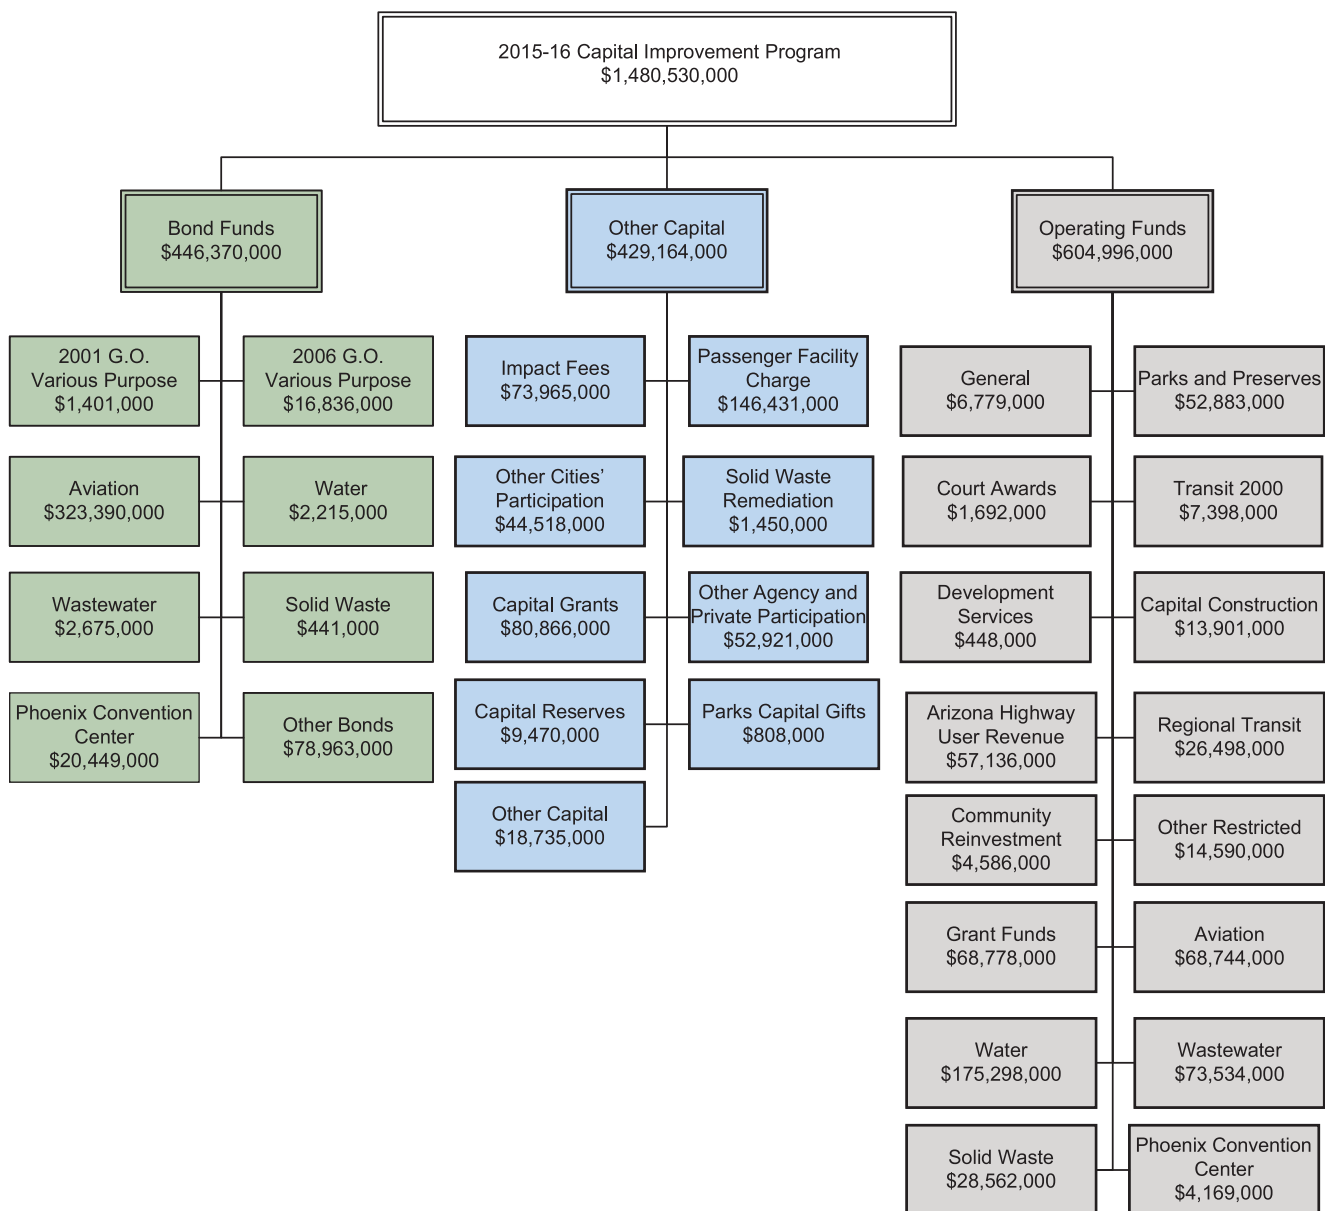 2015-16 Capital Improvement Program
$1,480,530,000
Bond Funds
$446,370,000
Other Capital
$429,164,000
Operating Funds
$604,996,000
2001 G.O.
Various Purpose
$1,401,000
2006 G.O.
Various Purpose
$16,836,000
Aviation
$323,390,000
Water
$2,215,000
Wastewater
$2,675,000
Solid Waste
$441,000
Phoenix Convention
Center
$20,449,000
Other Bonds
$78,963,000
Impact Fees
$73,965,000
Passenger Facility
Charge
$146,431,000
Other Cities’
Participation
$44,518,000
Solid Waste
Remediation
$1,450,000
Capital Grants
$80,866,000
Other Agency and
Private Participation
$52,921,000
Capital Reserves
$9,470,000
Parks Capital Gifts
$808,000
Other Capital
$18,735,000
General
$6,779,000
Parks and Preserves
$52,883,000
Court Awards
$1,692,000
Transit 2000
$7,398,000
Development
Services
$448,000
Capital Construction
$13,901,000
Arizona Highway
User Revenue
$57,136,000
Regional Transit
$26,498,000
Community
Reinvestment
$4,586,000
Other Restricted
$14,590,000
Grant Funds
$68,778,000
Aviation
$68,744,000
Water
$175,298,000
Wastewater
$73,534,000
Solid Waste
$28,562,000
Phoenix Convention
Center
$4,169,000